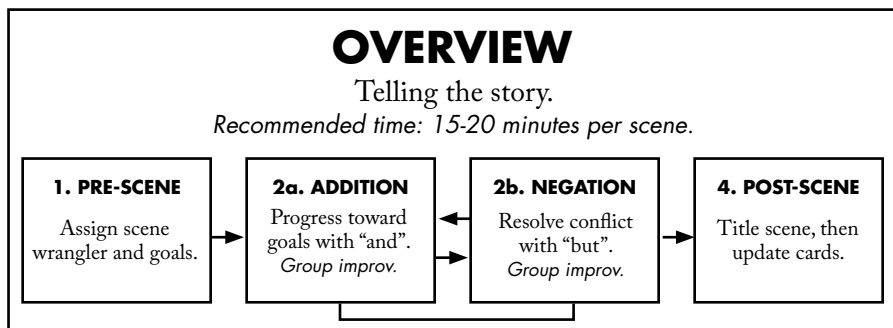 OVERVIEW
Telling the story.
Recommended time: 15-20 minutes per scene.
1. PRE-SCENE
Assign scene
wrangler and goals.
2a. ADDITION
Progress toward
goals with “and”.
Group improv.
2b. NEGATION
Resolve conflict
with “but”.
Group improv.
4. POST-SCENE
Title scene, then
update cards.